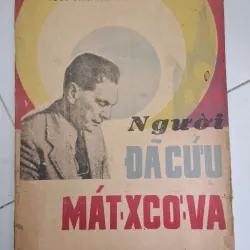 Người
ĐÃ CỨU
MÁT-XCƠ-VA